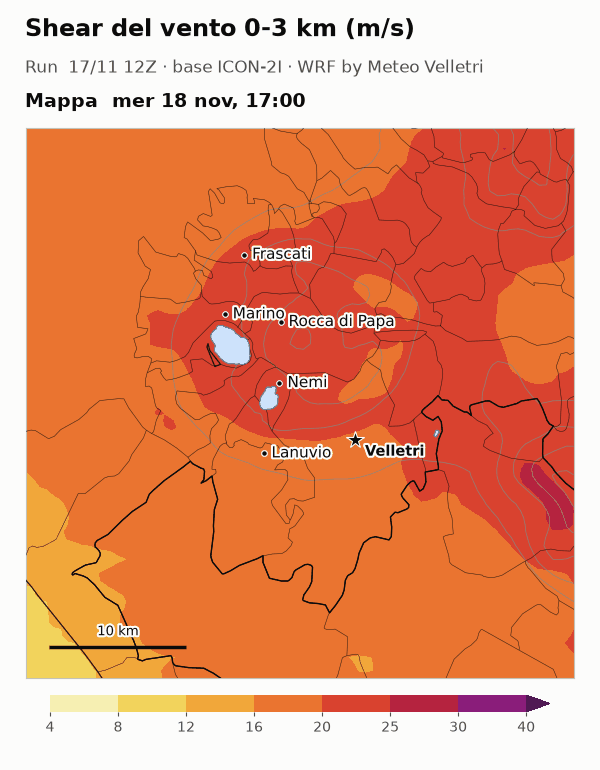 Shear del vento 0-3 km (m/s)
Run  17/11 12Z · base ICON-2I · WRF by Meteo Velletri
Mappa  mer 18 nov, 17:00
Frascati
Marino
Rocca di Papa
Nemi
Velletri
Lanuvio
10 km
4 8 12 16 20 25 30 40